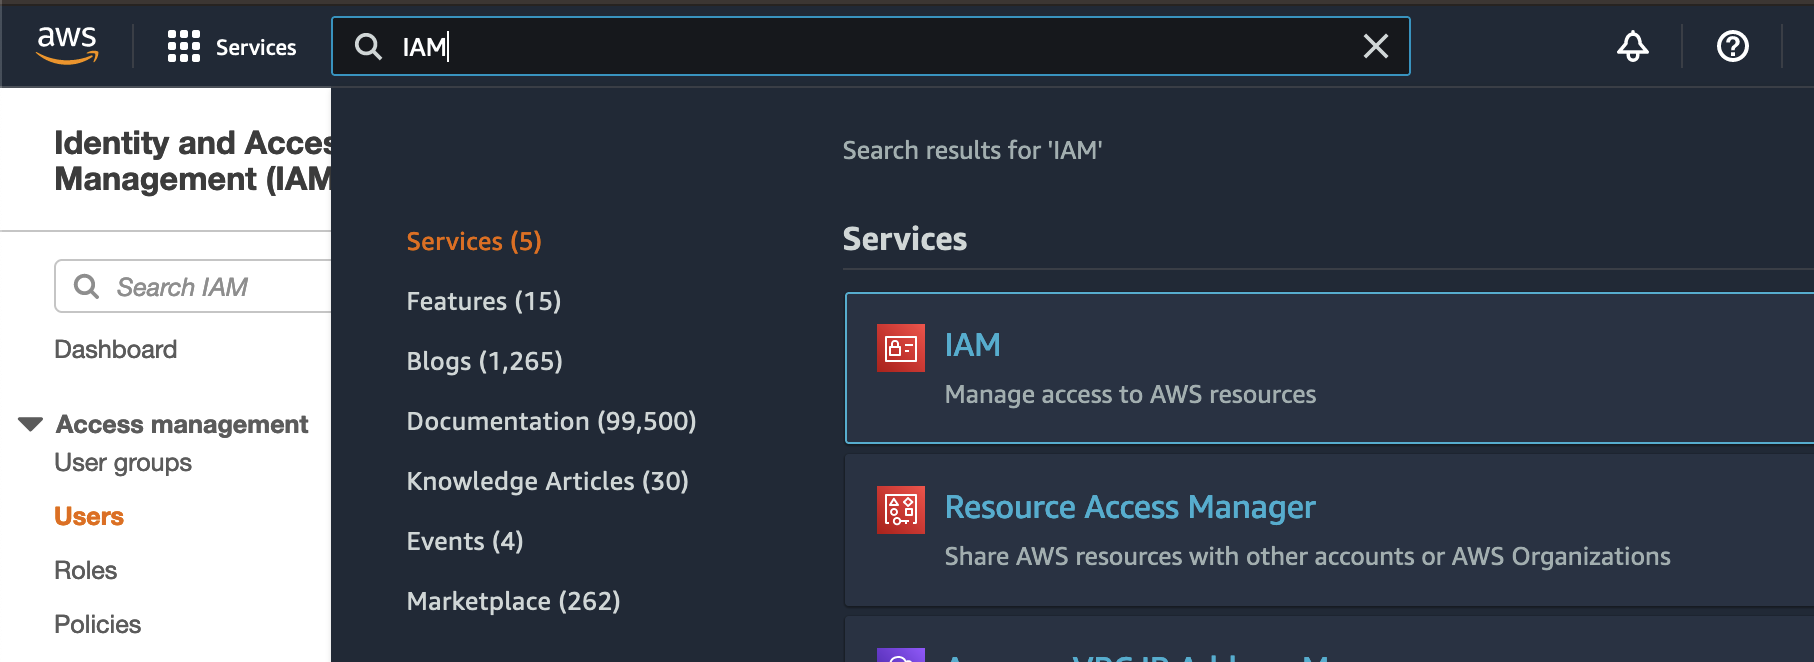 aws
Services
IAM
Identity and Acces
Management (IAM
Search IAM
Dashboard
Access management
User groups
Users
Roles
Policies
Search results for 'IAM'
Services (5)
Features (15)
Blogs (1,265)
Documentation (99,500)
Knowledge Articles (30)
Events (4)
Marketplace (262)
Services
IAM
Manage access to AWS resources
Resource Access Manager
Share AWS resources with other accounts or AWS Organizations
VPC IP